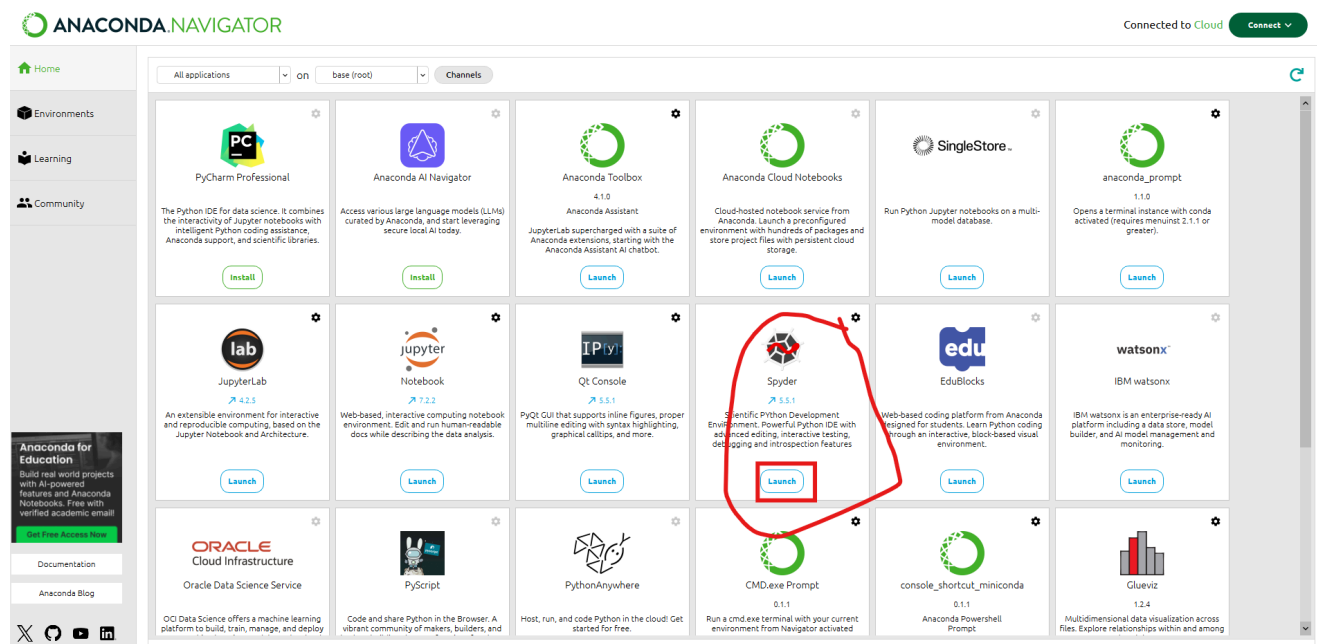 ANACONDA.NAVIGATOR
Connected to Cloud
Connect
Home
Environments
Learning
Community
All applications
on
base (root)
Channels
PC
PyCharm Professional
The Python IDE for data science. It combines
the interactivity of Jupyter notebooks with
intelligent Python coding assistance,
Anaconda support, and scientific libraries.
Install
Anaconda AI Navigator
Access various large language models (LLMs)
curated by Anaconda, and start leveraging
secure local AI today.
Install
Anaconda Toolbox
4.1.0
Anaconda Assistant
JupyterLab supercharged with a suite of
Anaconda extensions, starting with the
Anaconda Assistant AI chatbot.
Launch
Anaconda Cloud Notebooks
Cloud-hosted notebook service from
Anaconda. Launch a preconfigured
environment with hundreds of packages and
store project files with persistent cloud
storage.
Launch
SingleStore
Run Python Jupyter notebooks on a multi-
model database.
Launch
anaconda_prompt
1.1.0
Opens a terminal instance with conda
activated (requires menuinst 2.1.1 or
greater).
Launch
lab
JupyterLab
4.2.5
An extensible environment for interactive
and reproducible computing, based on the
Jupyter Notebook and Architecture.
Launch
jupyter
Notebook
7.2.2
Web-based, interactive computing notebook
environment. Edit and run human-readable
docs while describing the data analysis.
Launch
IP[y]:
Qt Console
5.5.1
PyQt GUI that supports inline figures, proper
multiline editing with syntax highlighting,
graphical calltips, and more.
Launch
Spyder
5.5.1
Scientific PYthon Development
EnviRonment. Powerful Python IDE with
advanced editing, interactive testing,
debugging and introspection features
Launch
edu
EduBlocks
Web-based coding platform from Anaconda
designed for students. Learn Python coding
through an interactive, block-based visual
environment.
Launch
watsonx
IBM watsonx
IBM watsonx is an enterprise-ready AI
platform including a data store, model
builder, and AI model management and
monitoring.
Launch
ORACLE
Cloud Infrastructure
Oracle Data Science Service
OCI Data Science offers a machine learning
platform to build, train, manage, and deploy
PyScript
Code and share Python in the Browser. A
vibrant community of makers, builders, and
PythonAnywhere
Host, run, and code Python in the cloud! Get
started for free.
CMD.exe Prompt
0.1.1
Run a cmd.exe terminal with your current
environment from Navigator activated
console_shortcut_miniconda
0.1.1
Anaconda Powershell
Prompt
Glueviz
1.2.4
Multidimensional data visualization across
files. Explore relationships within and among
Anaconda for
Education
Build real world projects
with AI-powered
features and Anaconda
Notebooks. Free with
verified academic email!
Get Free Access Now
Documentation
Anaconda Blog